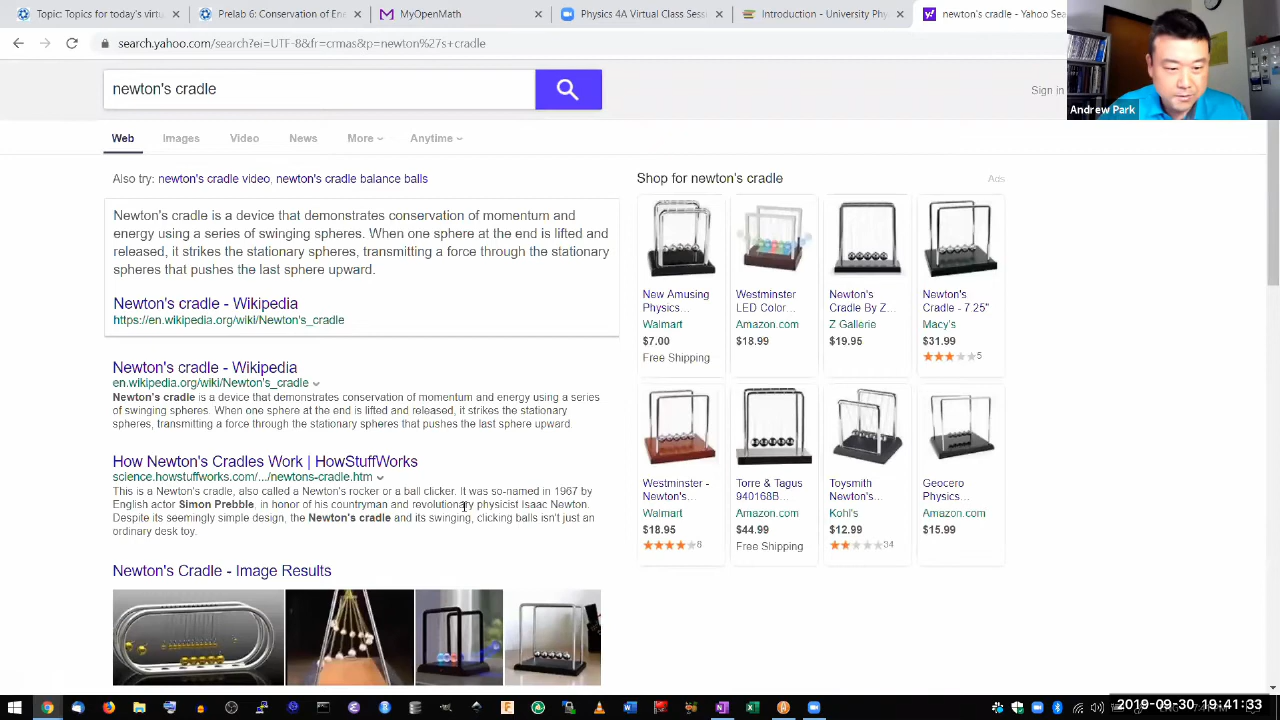 Topic: Topics for today's virtu
Lab 6: Conservation of En
MyOpenMath
Physics 4A Virtual Class Sessi
Introduction - University Phy
newton's cradle - Yahoo Sea
search.yahoo.com/search?ei=UTF-8&fr=crmas&p=newton%27s+cradle
newton's cradle
Sign in
Andrew Park
Web
Images
Video
News
More
Anytime
Also try: newton's cradle video, newton's cradle balance balls
Newton's cradle is a device that demonstrates conservation of momentum and
energy using a series of swinging spheres. When one sphere at the end is lifted and
released, it strikes the stationary spheres, transmitting a force through the stationary
spheres that pushes the last sphere upward.
Newton's cradle - Wikipedia
https://en.wikipedia.org/wiki/Newton's_cradle
Newton's cradle - Wikipedia
en.wikipedia.org/wiki/Newton's_cradle
Newton's cradle is a device that demonstrates conservation of momentum and energy using a series
of swinging spheres. When one sphere at the end is lifted and released, it strikes the stationary
spheres, transmitting a force through the stationary spheres that pushes the last sphere upward.
How Newton's Cradles Work | HowStuffWorks
science.howstuffworks.com/.../newtons-cradle.htm
This is a Newton's cradle, also called a Newton's rocker or a ball clicker. It was so-named in 1967 by
English actor Simon Prebble, in honor of his countryman and revolutionary physicist Isaac Newton.
Despite its seemingly simple design, the Newton's cradle and its swinging, clicking balls isn't just an
ordinary desk toy.
Newton's Cradle - Image Results
Shop for newton's cradle
Ads
New Amusing
Physics...
Walmart
$7.00
Free Shipping
Westminster
LED Color...
Amazon.com
$18.99
Newton's
Cradle By Z...
Z Gallerie
$19.95
Newton's
Cradle - 7.25"
Macy's
$31.99
5
Westminster -
Newton's...
Walmart
$18.95
6
Torre & Tagus
940168B...
Amazon.com
$44.99
Free Shipping
Toysmith
Newton's...
Kohl's
$12.99
34
Geocero
Physics...
Amazon.com
$15.99
2019-09-30 19:41:33